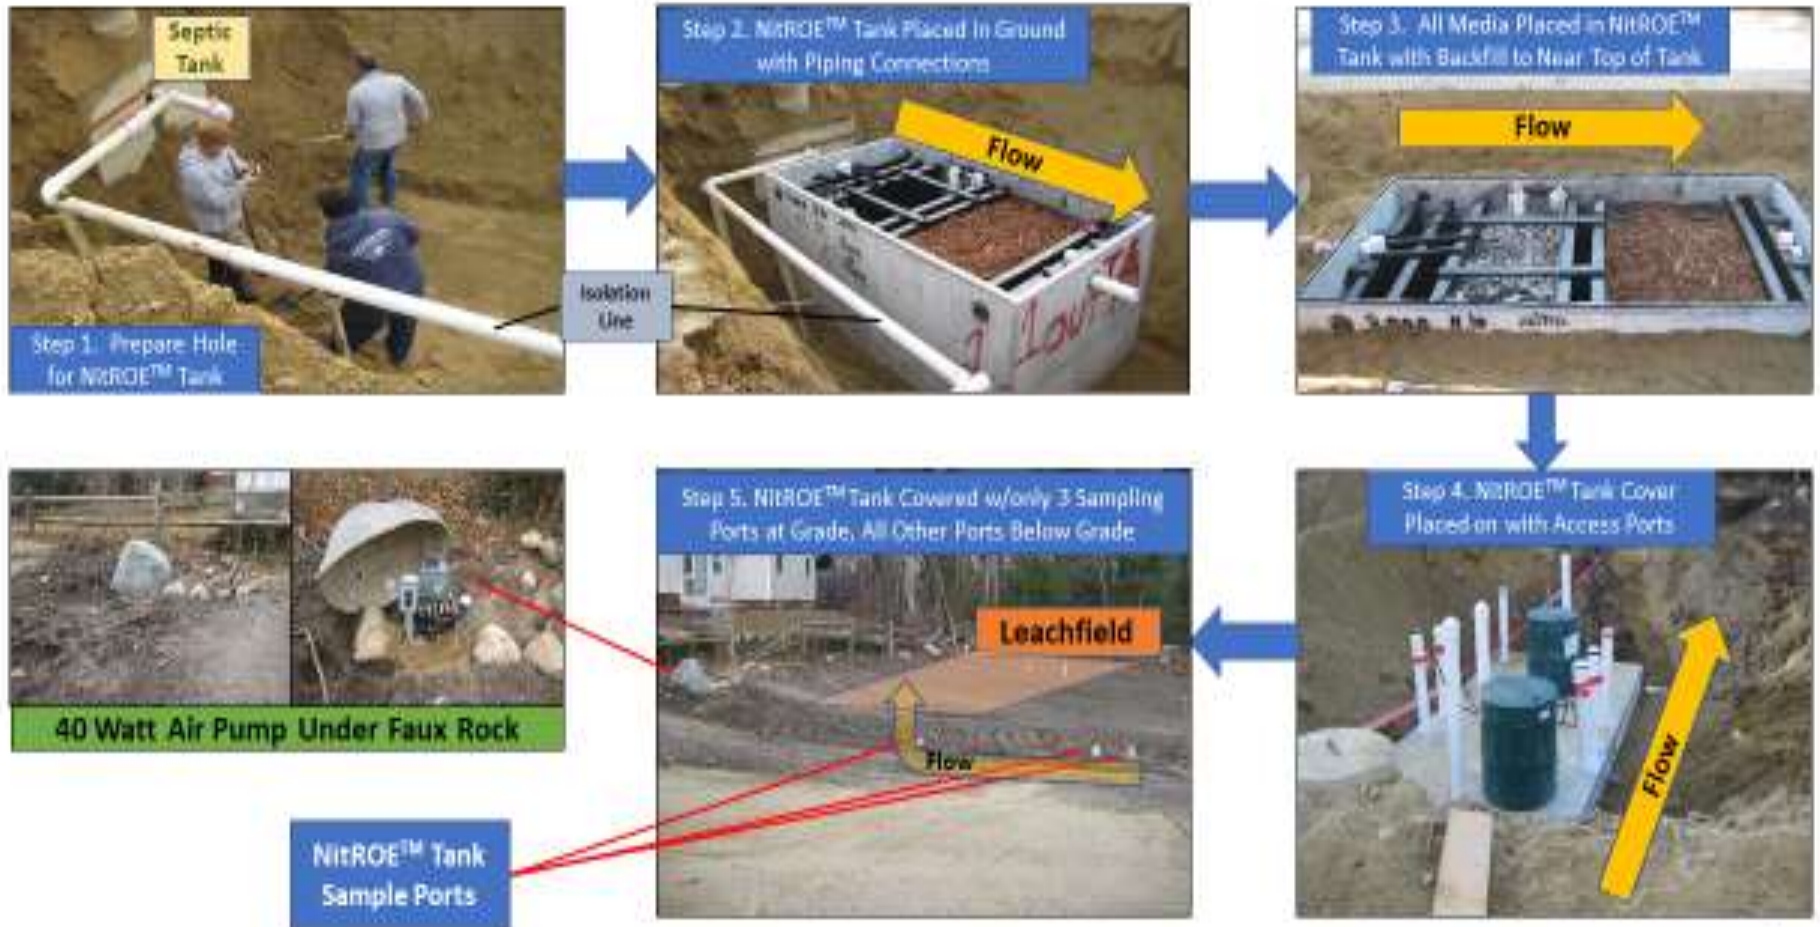 Septic
Tank
Step 1. Prepare Hole
for NitROE™ Tank
Isolation
Line
Step 2. NitROE™ Tank Placed in Ground
with Piping Connections
Flow
Step 3. All Media Placed in NitROE™
Tank with Backfill to Near Top of Tank
Flow
Step 4. NitROE™ Tank Cover
Placed on with Access Ports
Flow
Step 5. NitROE™ Tank Covered w/only 3 Sampling
Ports at Grade, All Other Ports Below Grade
Leachfield
Flow
40 Watt Air Pump Under Faux Rock
NitROE™ Tank
Sample Ports